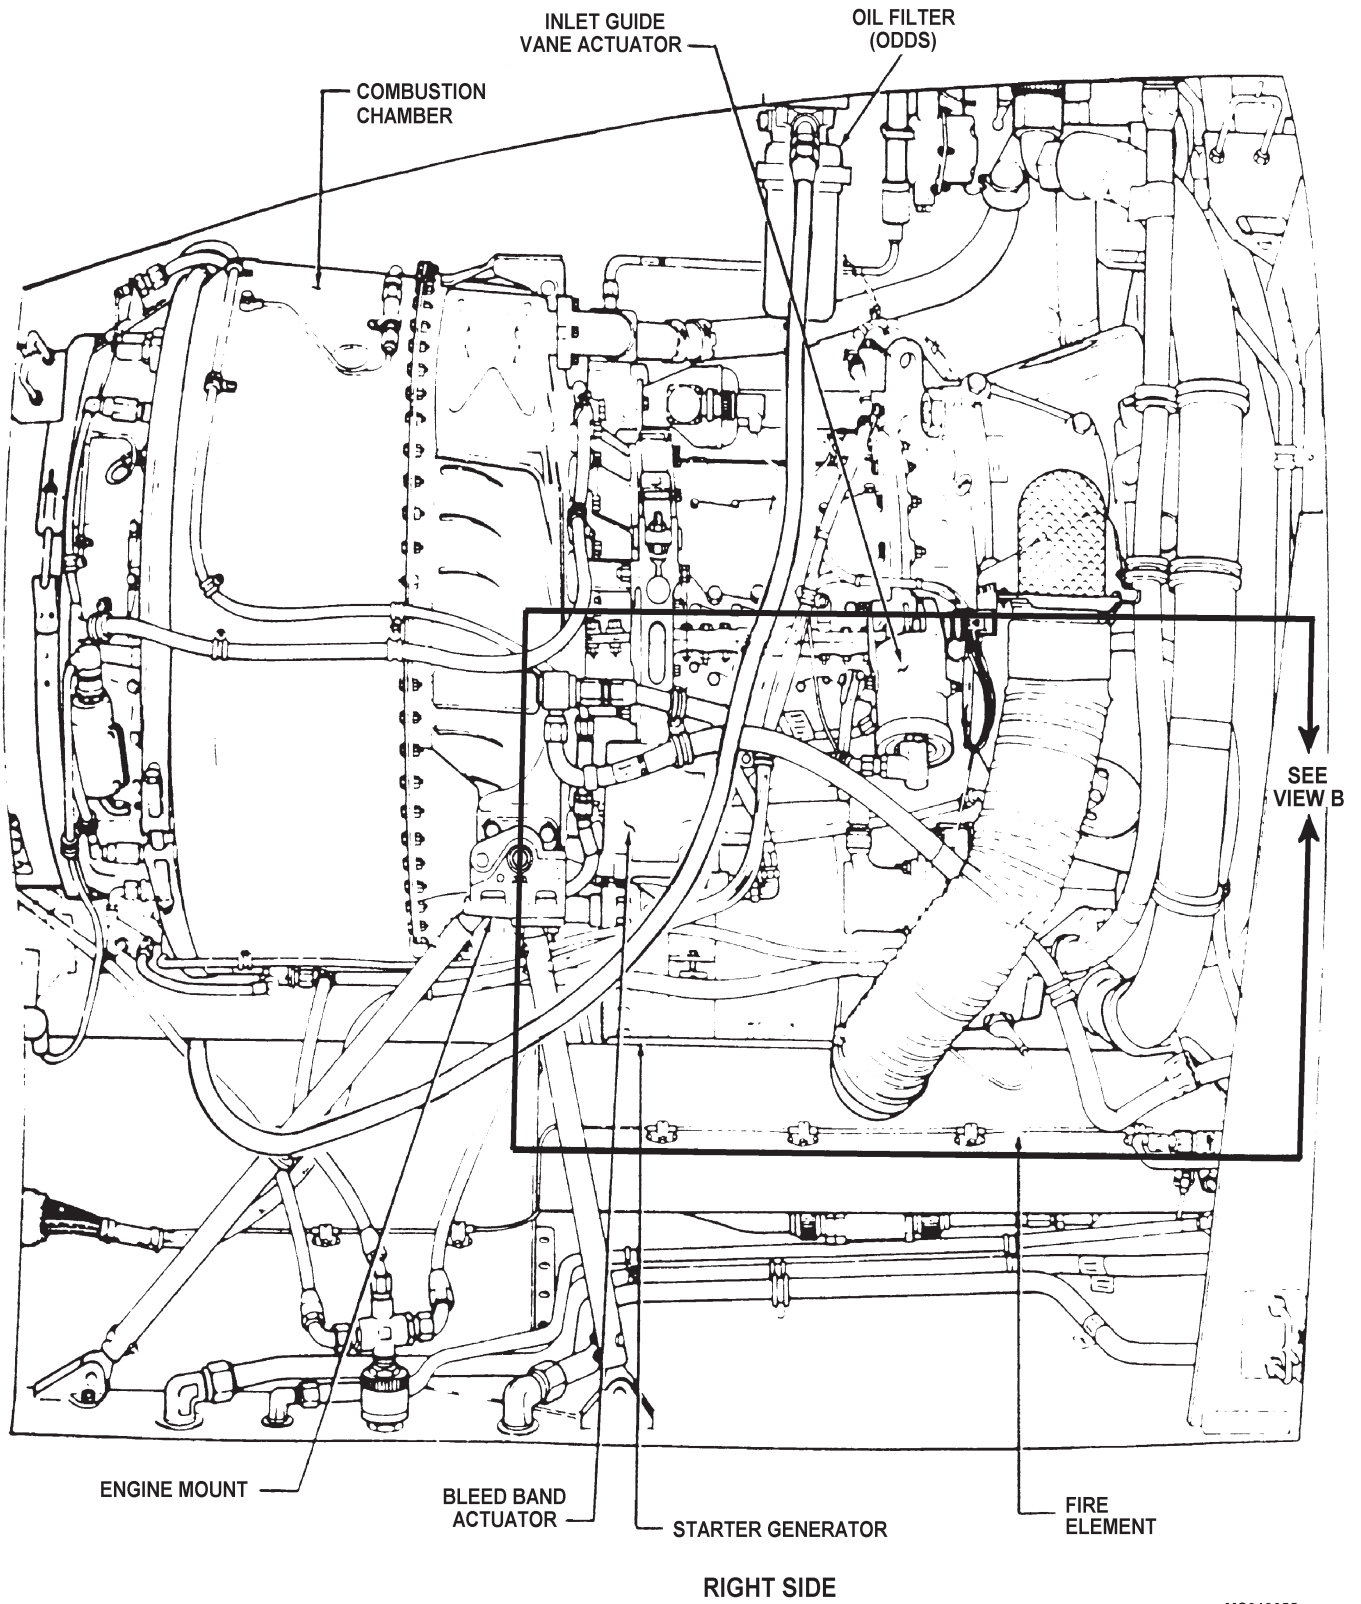 INLET GUIDE
VANE ACTUATOR
OIL FILTER
(ODDS)
COMBUSTION
CHAMBER
SEE
VIEW B
ENGINE MOUNT
BLEED BAND
ACTUATOR
STARTER GENERATOR
FIRE
ELEMENT
RIGHT SIDE